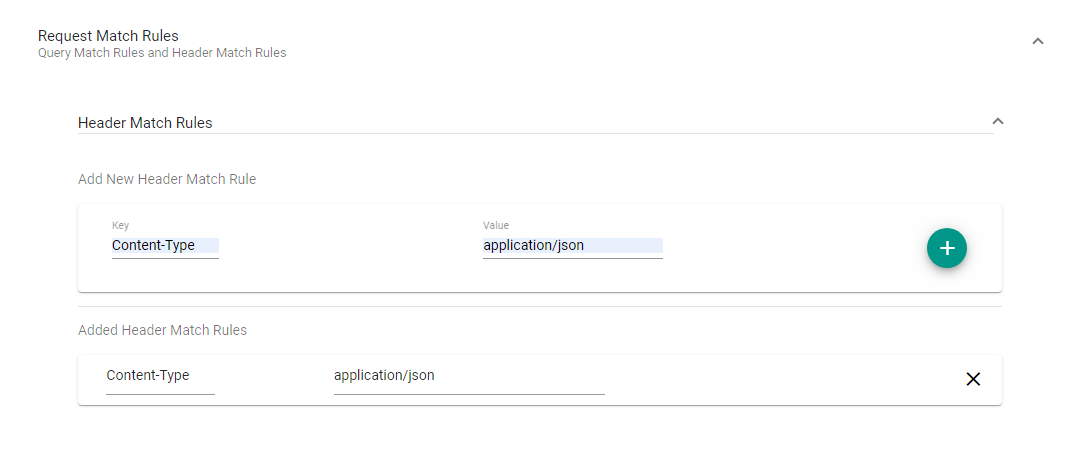 Request Match Rules
Query Match Rules and Header Match Rules
Header Match Rules
Add New Header Match Rule
Key Value
Content-Type application/json
Added Header Match Rules
Content-Type application/json